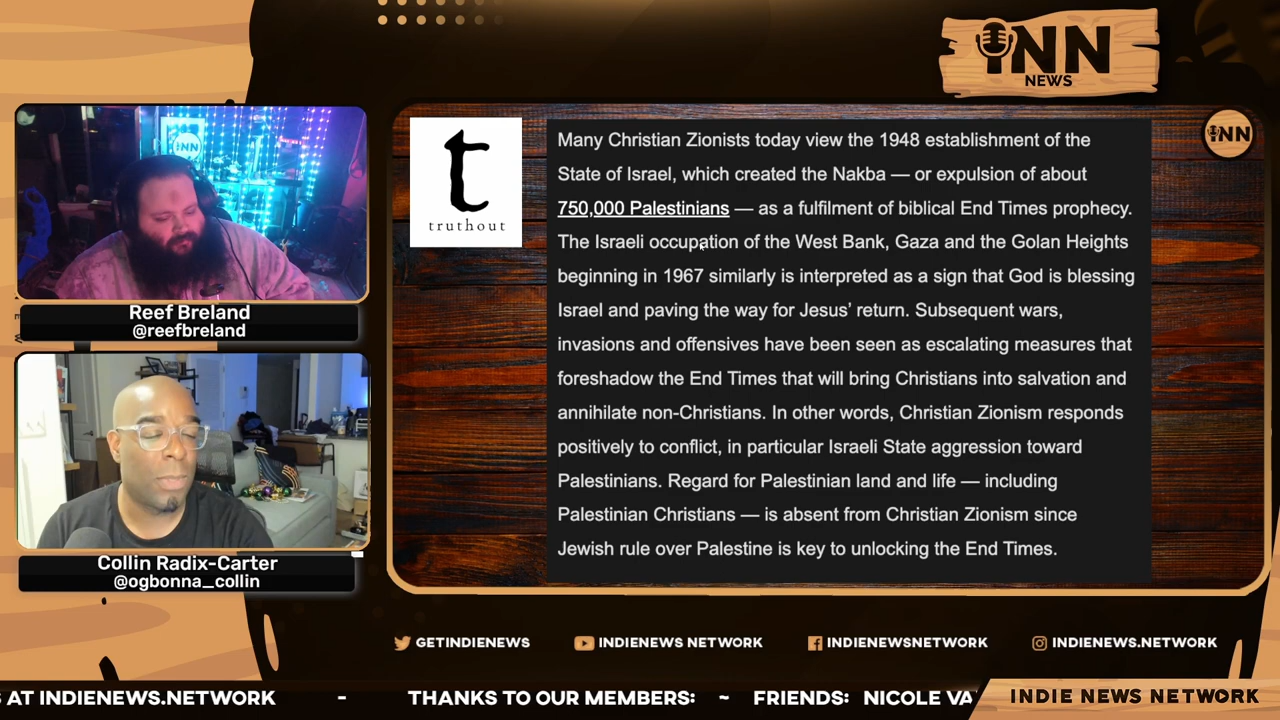 iNN
NEWS
iNN
iNN
t
truthout
Many Christian Zionists today view the 1948 establishment of the
State of Israel, which created the Nakba — or expulsion of about
750,000 Palestinians — as a fulfilment of biblical End Times prophecy.
The Israeli occupation of the West Bank, Gaza and the Golan Heights
beginning in 1967 similarly is interpreted as a sign that God is blessing
Israel and paving the way for Jesus’ return. Subsequent wars,
invasions and offensives have been seen as escalating measures that
foreshadow the End Times that will bring Christians into salvation and
annihilate non-Christians. In other words, Christian Zionism responds
positively to conflict, in particular Israeli State aggression toward
Palestinians. Regard for Palestinian land and life — including
Palestinian Christians — is absent from Christian Zionism since
Jewish rule over Palestine is key to unlocking the End Times.
Reef Breland
@reefbreland
Collin Radix-Carter
@ogbonna_collin
GETINDIENEWS
INDIENEWS NETWORK
INDIENEWSNETWORK
INDIENEWS.NETWORK
S AT INDIENEWS.NETWORK - THANKS TO OUR MEMBERS: ~ FRIENDS: NICOLE VA
INDIE NEWS NETWORK